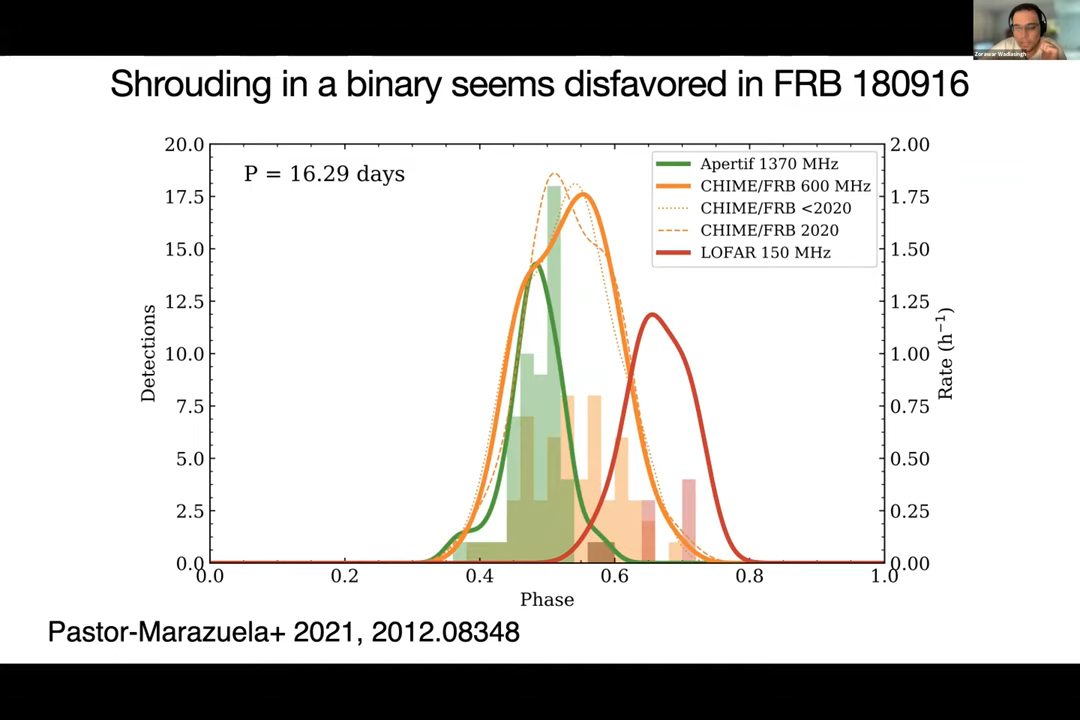 Zorawar Wadiasingh
Shrouding in a binary seems disfavored in FRB 180916
P = 16.29 days
Apertif 1370 MHz
CHIME/FRB 600 MHz
CHIME/FRB <2020
CHIME/FRB 2020
LOFAR 150 MHz
20.0
17.5
15.0
12.5
10.0
7.5
5.0
2.5
0.0
Detections
2.00
1.75
1.50
1.25
1.00
0.75
0.50
0.25
0.00
Rate (h⁻¹)
0.0 0.2 0.4 0.6 0.8 1.0
Phase
Pastor-Marazuela+ 2021, 2012.08348